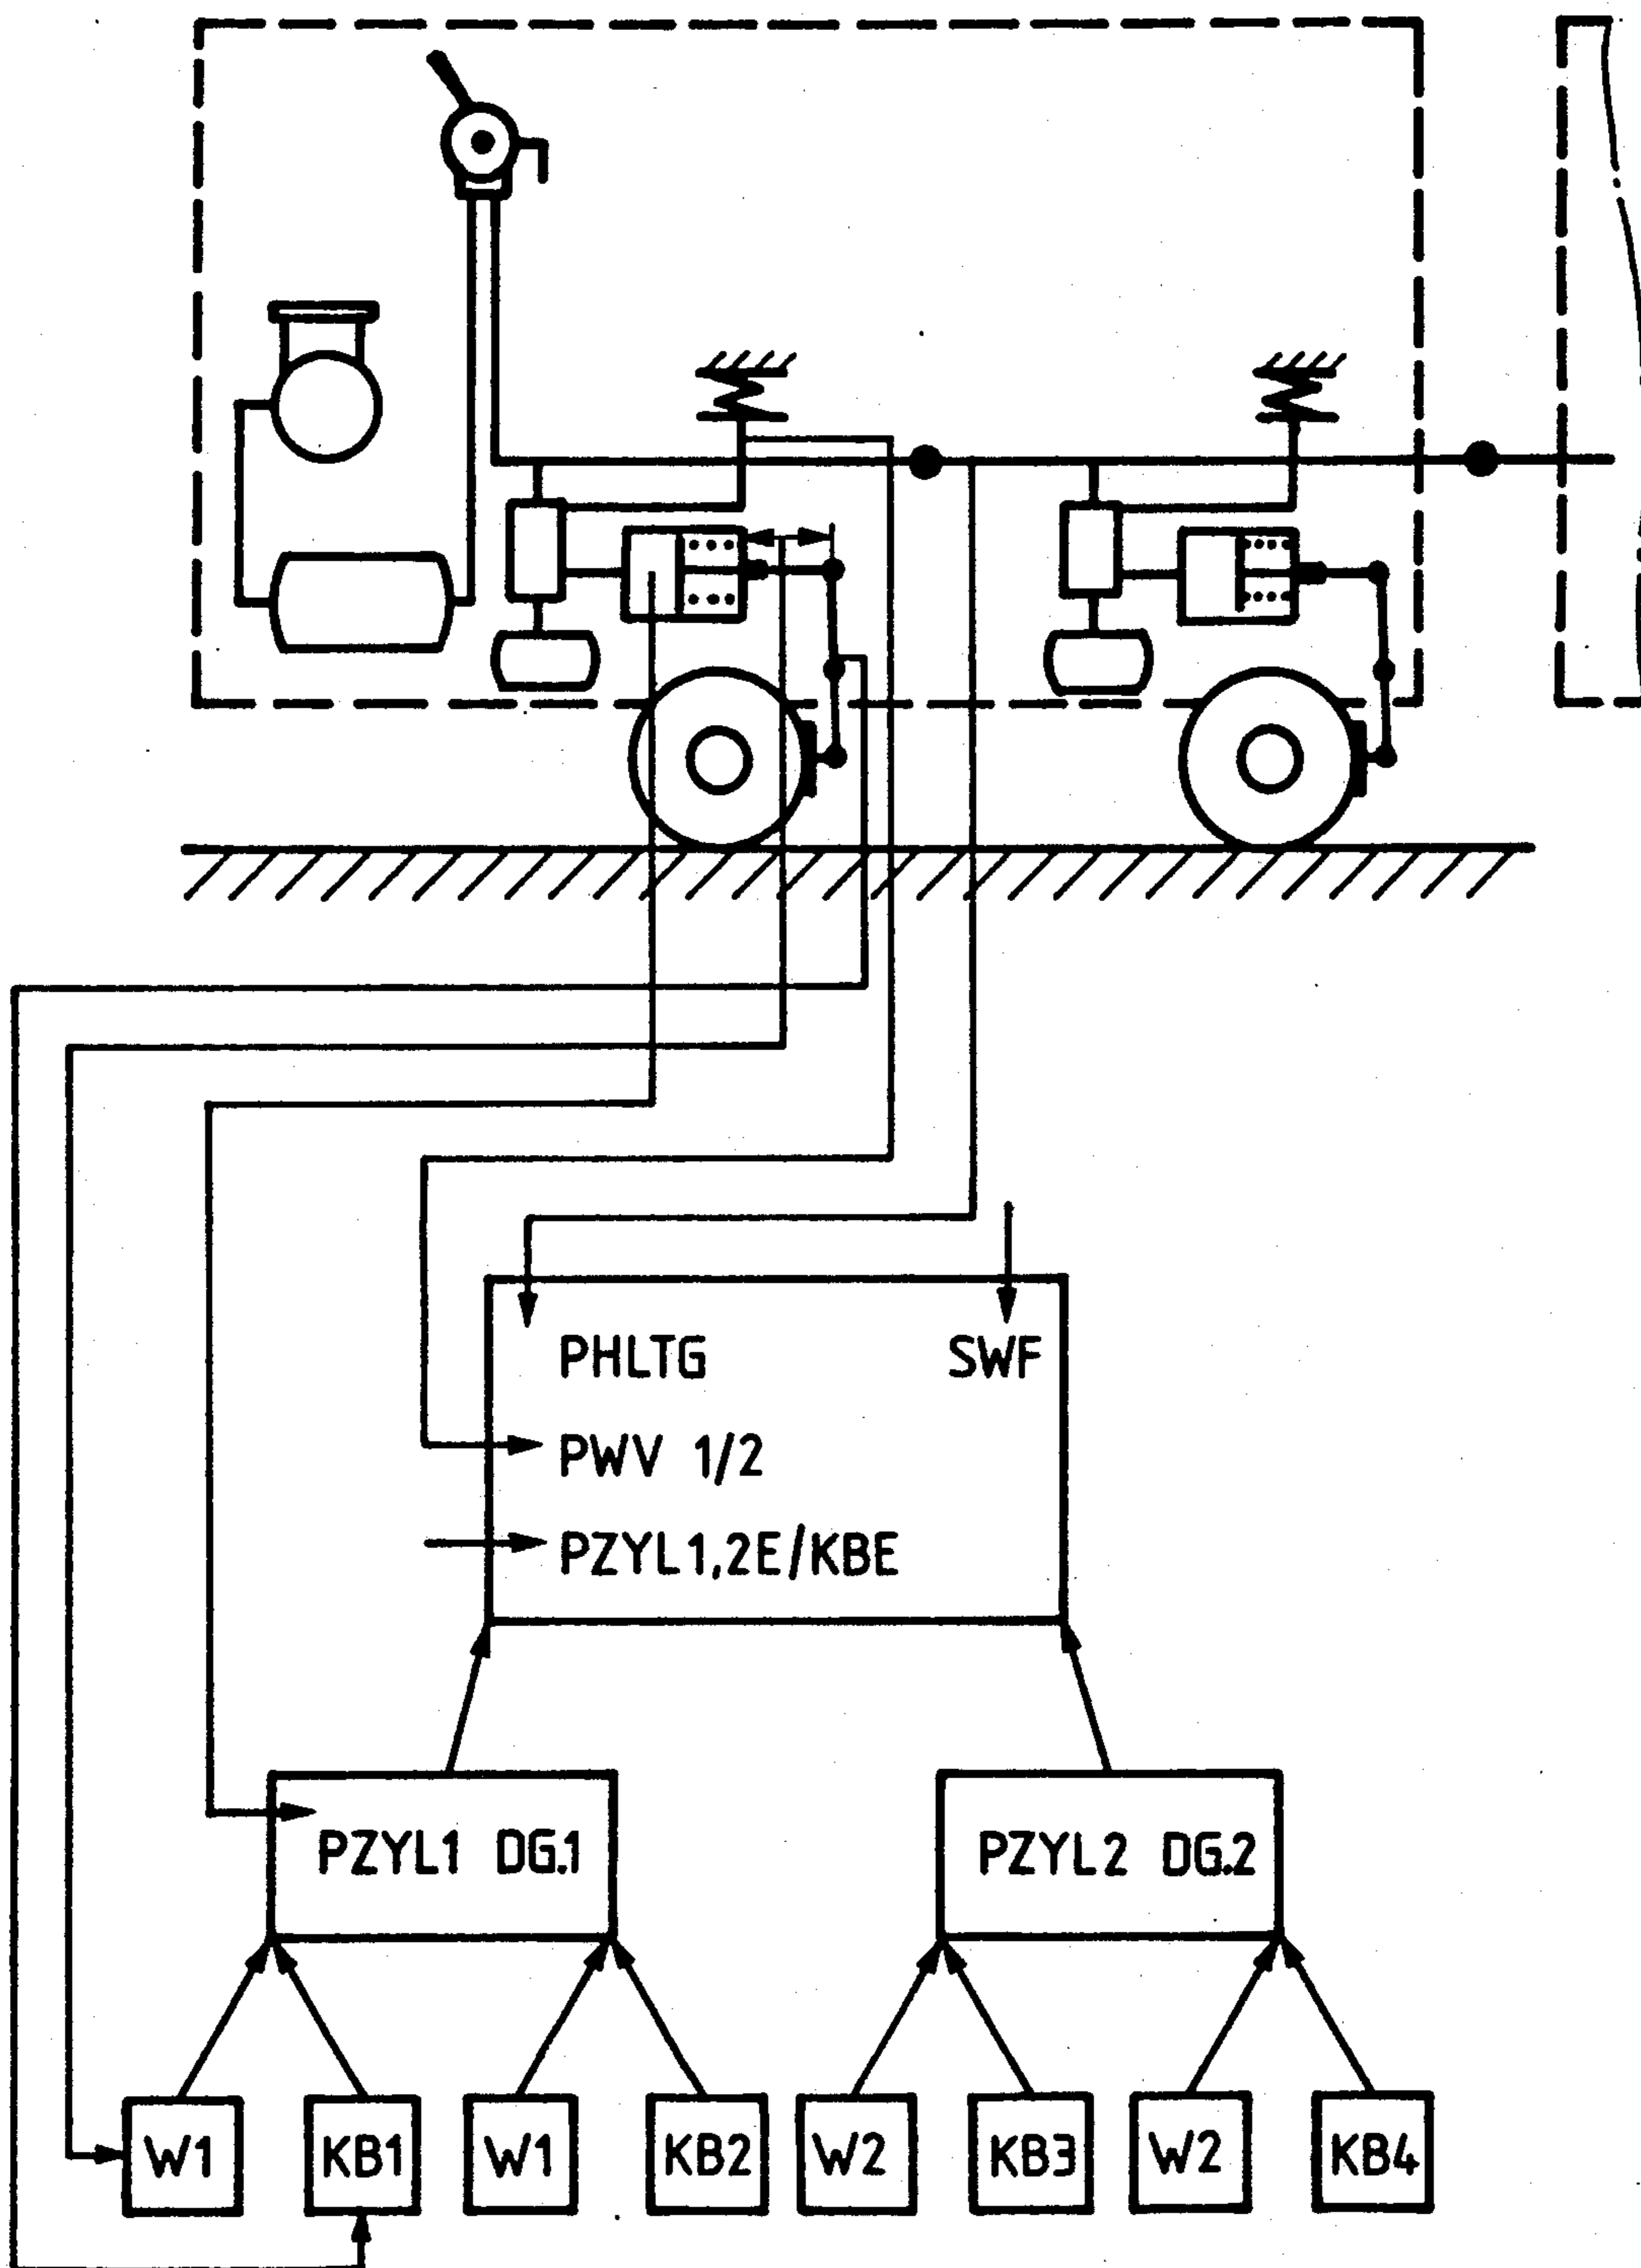 PHLTG SWF
PWV 1/2
PZYL1,2E/KBE
PZYL1 DG.1 PZYL2 DG.2
W1 KB1 W1 KB2 W2 KB3 W2 KB4